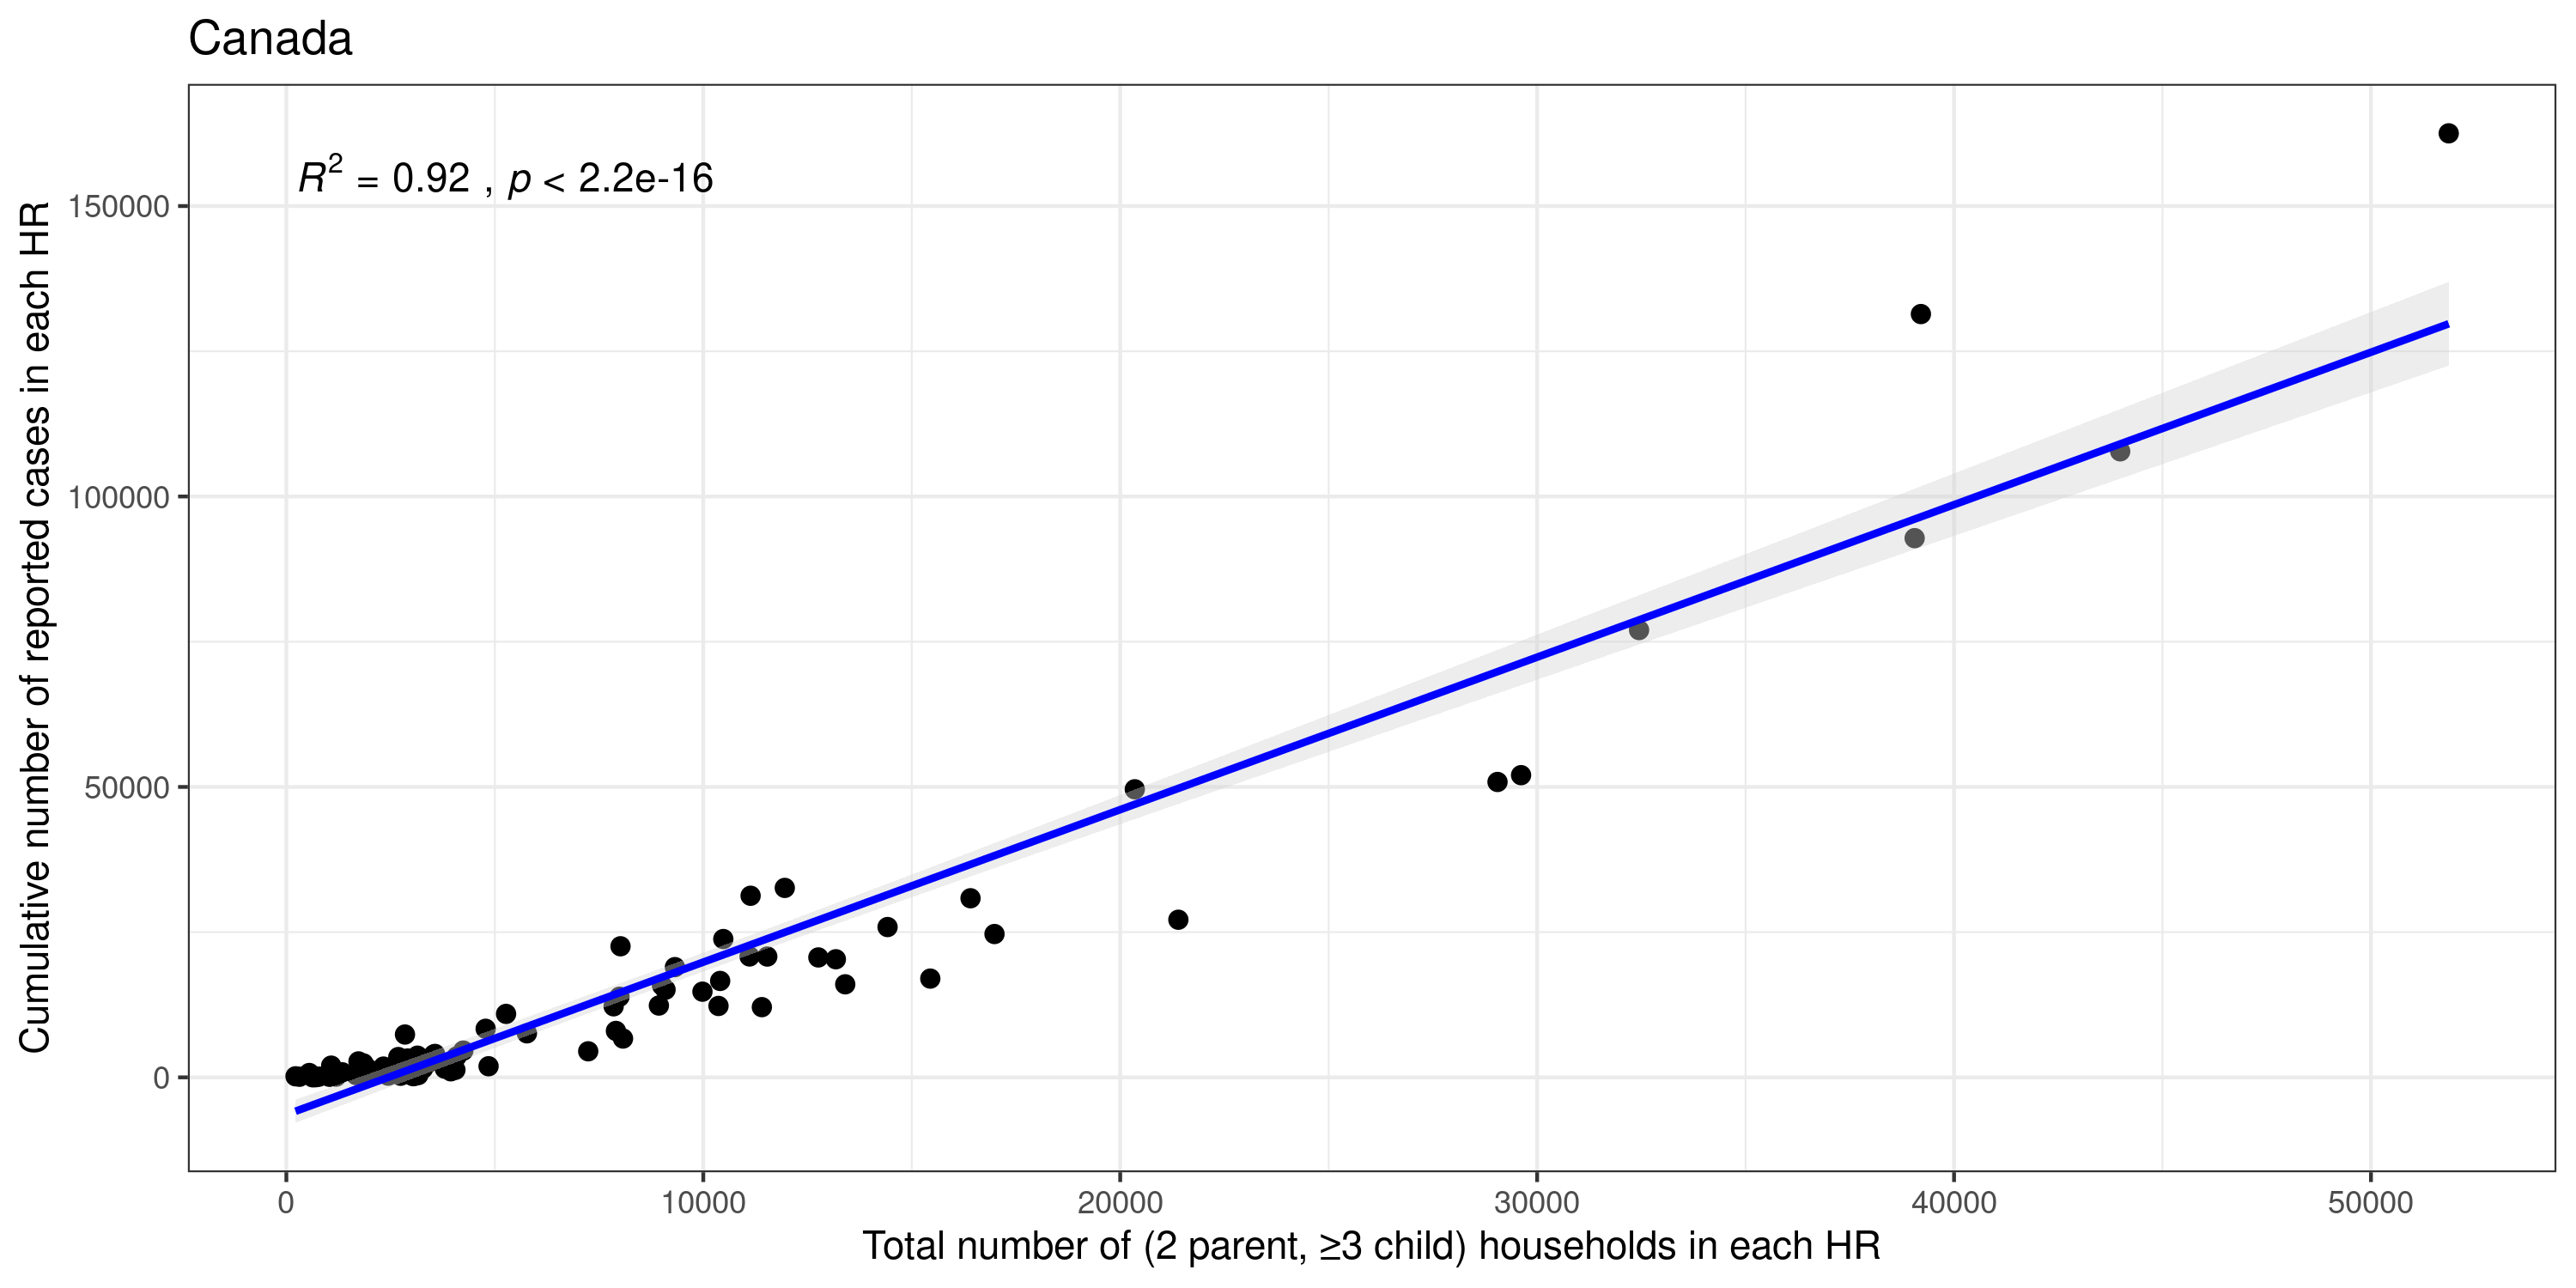 Canada
R² = 0.92 , p < 2.2e-16
Cumulative number of reported cases in each HR
150000
100000
50000
0
0 10000 20000 30000 40000 50000
Total number of (2 parent, ≥3 child) households in each HR